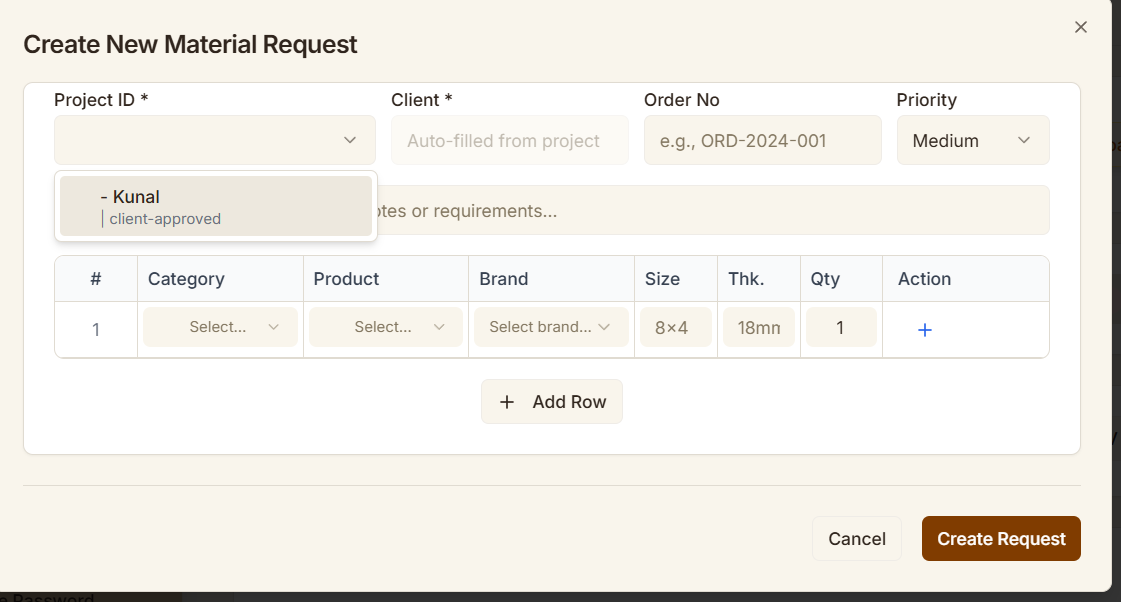 Create New Material Request
Project ID *
Client *
Order No
Priority
Auto-filled from project
e.g., ORD-2024-001
Medium
- Kunal
| client-approved
or requirements...
# Category Product Brand Size Thk. Qty Action
1 Select... Select... Select brand... 8×4 18mm 1 +
+ Add Row
Cancel
Create Request
Password